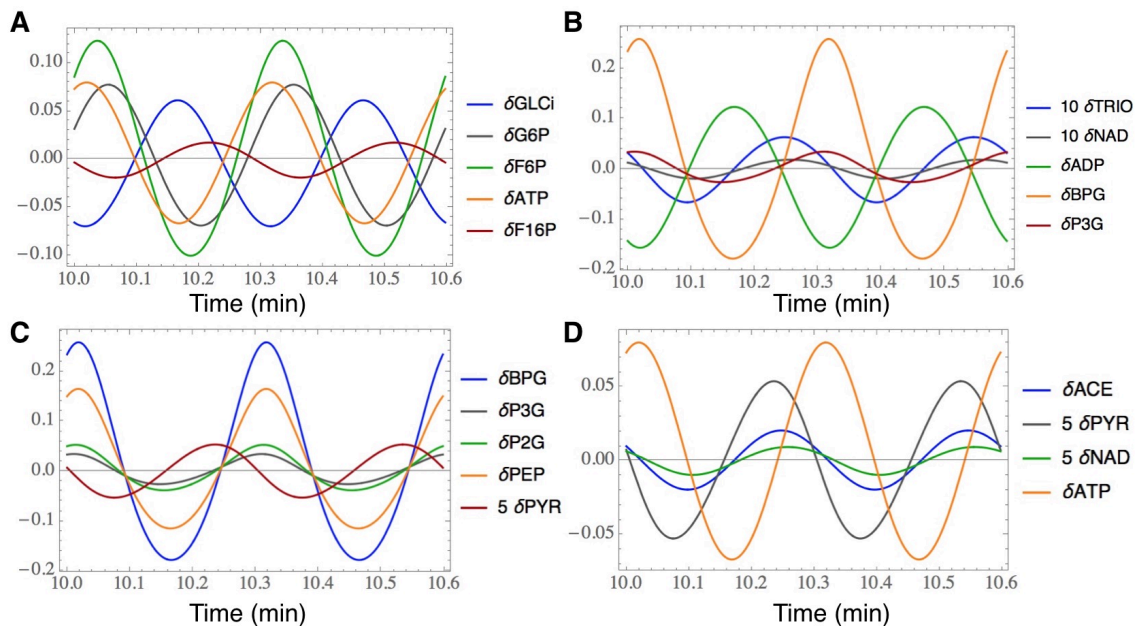 A
0.10
0.05
0.00
−0.05
−0.10
10.0 10.1 10.2 10.3 10.4 10.5 10.6
Time (min)
δGLCi
δG6P
δF6P
δATP
δF16P
B
0.2
0.1
0.0
−0.1
−0.2
10.0 10.1 10.2 10.3 10.4 10.5 10.6
Time (min)
10 δTRIO
10 δNAD
δADP
δBPG
δP3G
C
0.2
0.1
0.0
−0.1
−0.2
10.0 10.1 10.2 10.3 10.4 10.5 10.6
Time (min)
δBPG
δP3G
δP2G
δPEP
5 δPYR
D
0.05
0.00
−0.05
10.0 10.1 10.2 10.3 10.4 10.5 10.6
Time (min)
δACE
5 δPYR
5 δNAD
δATP